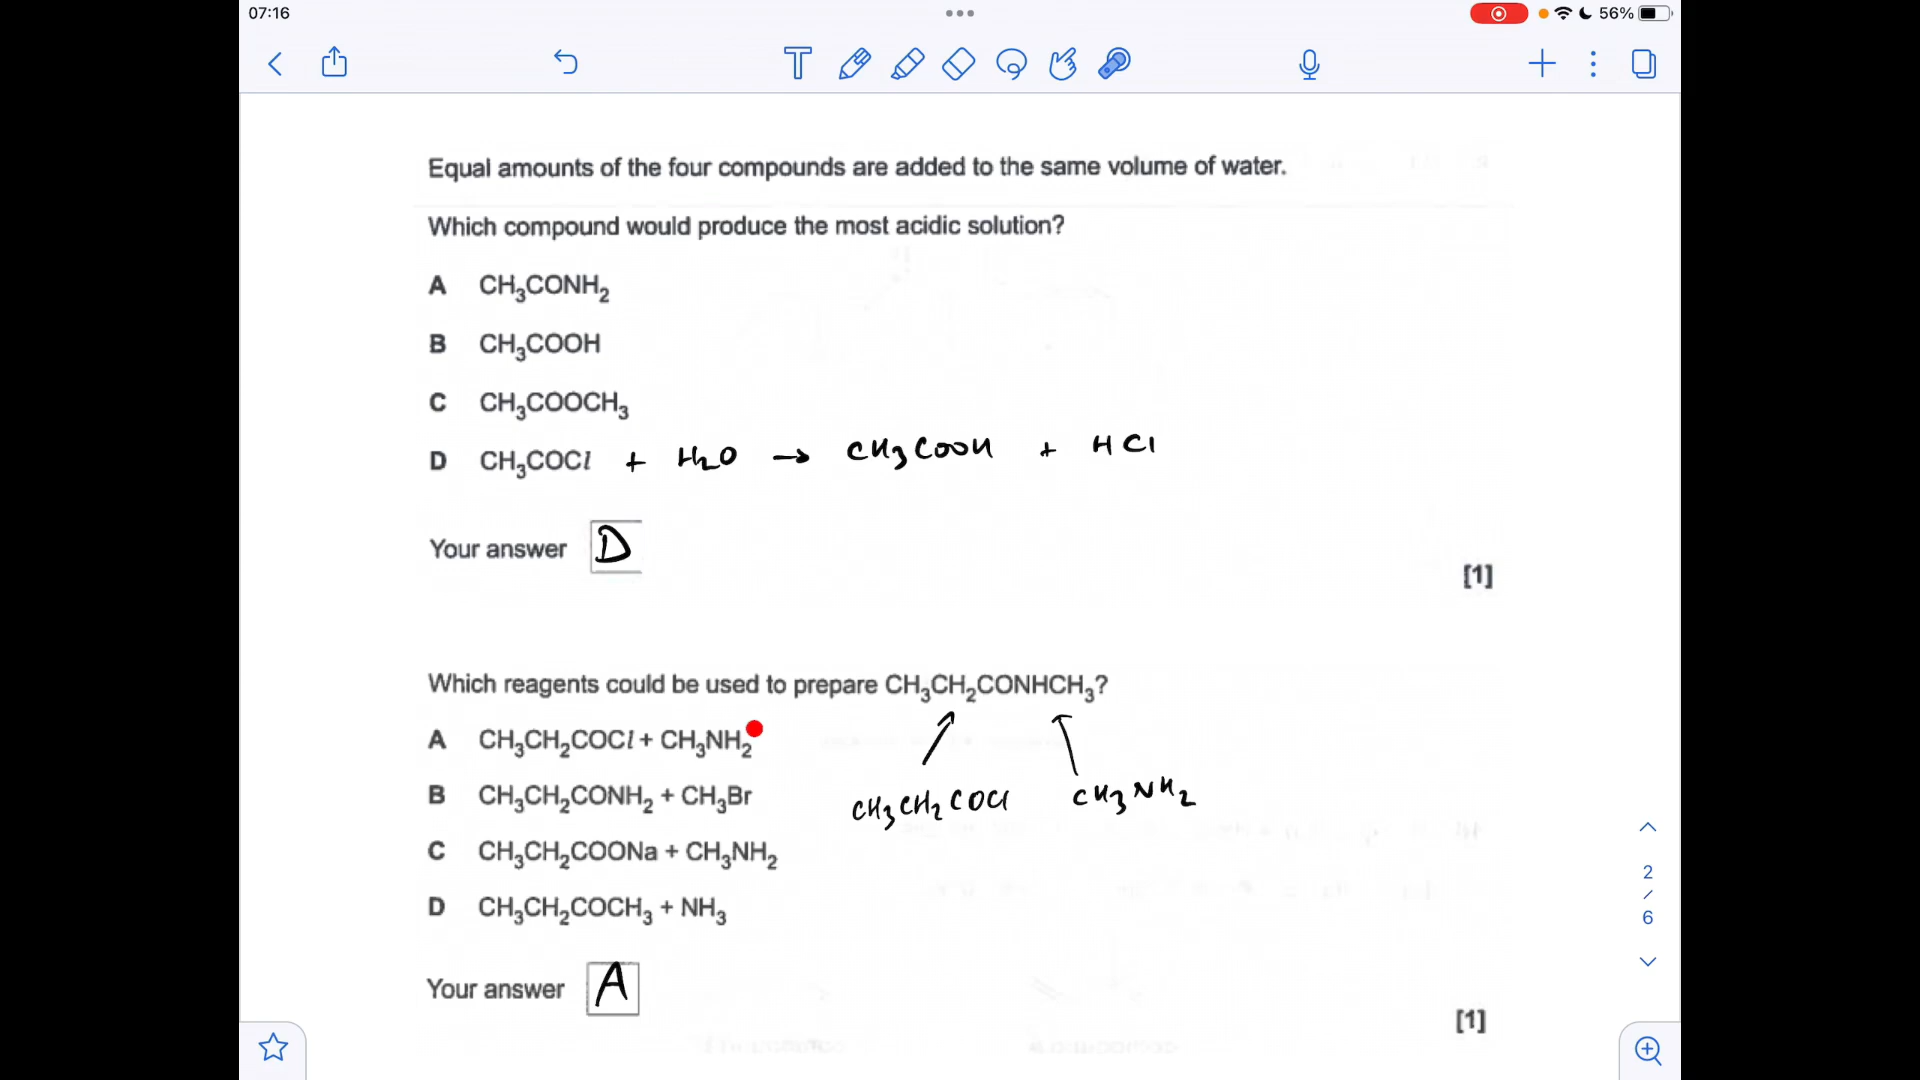 07:16
56%
Equal amounts of the four compounds are added to the same volume of water.
Which compound would produce the most acidic solution?
A CH₃CONH₂
B CH₃COOH
C CH₃COOCH₃
D CH₃COCl + H₂O → CH₃COOH + HCl
Your answer D
[1]
Which reagents could be used to prepare CH₃CH₂CONHCH₃?
A CH₃CH₂COCl + CH₃NH₂
B CH₃CH₂CONH₂ + CH₃Br
CH₃CH₂COCl CH₃NH₂
C CH₃CH₂COONa + CH₃NH₂
D CH₃CH₂COCH₃ + NH₃
2
/
6
Your answer A
[1]